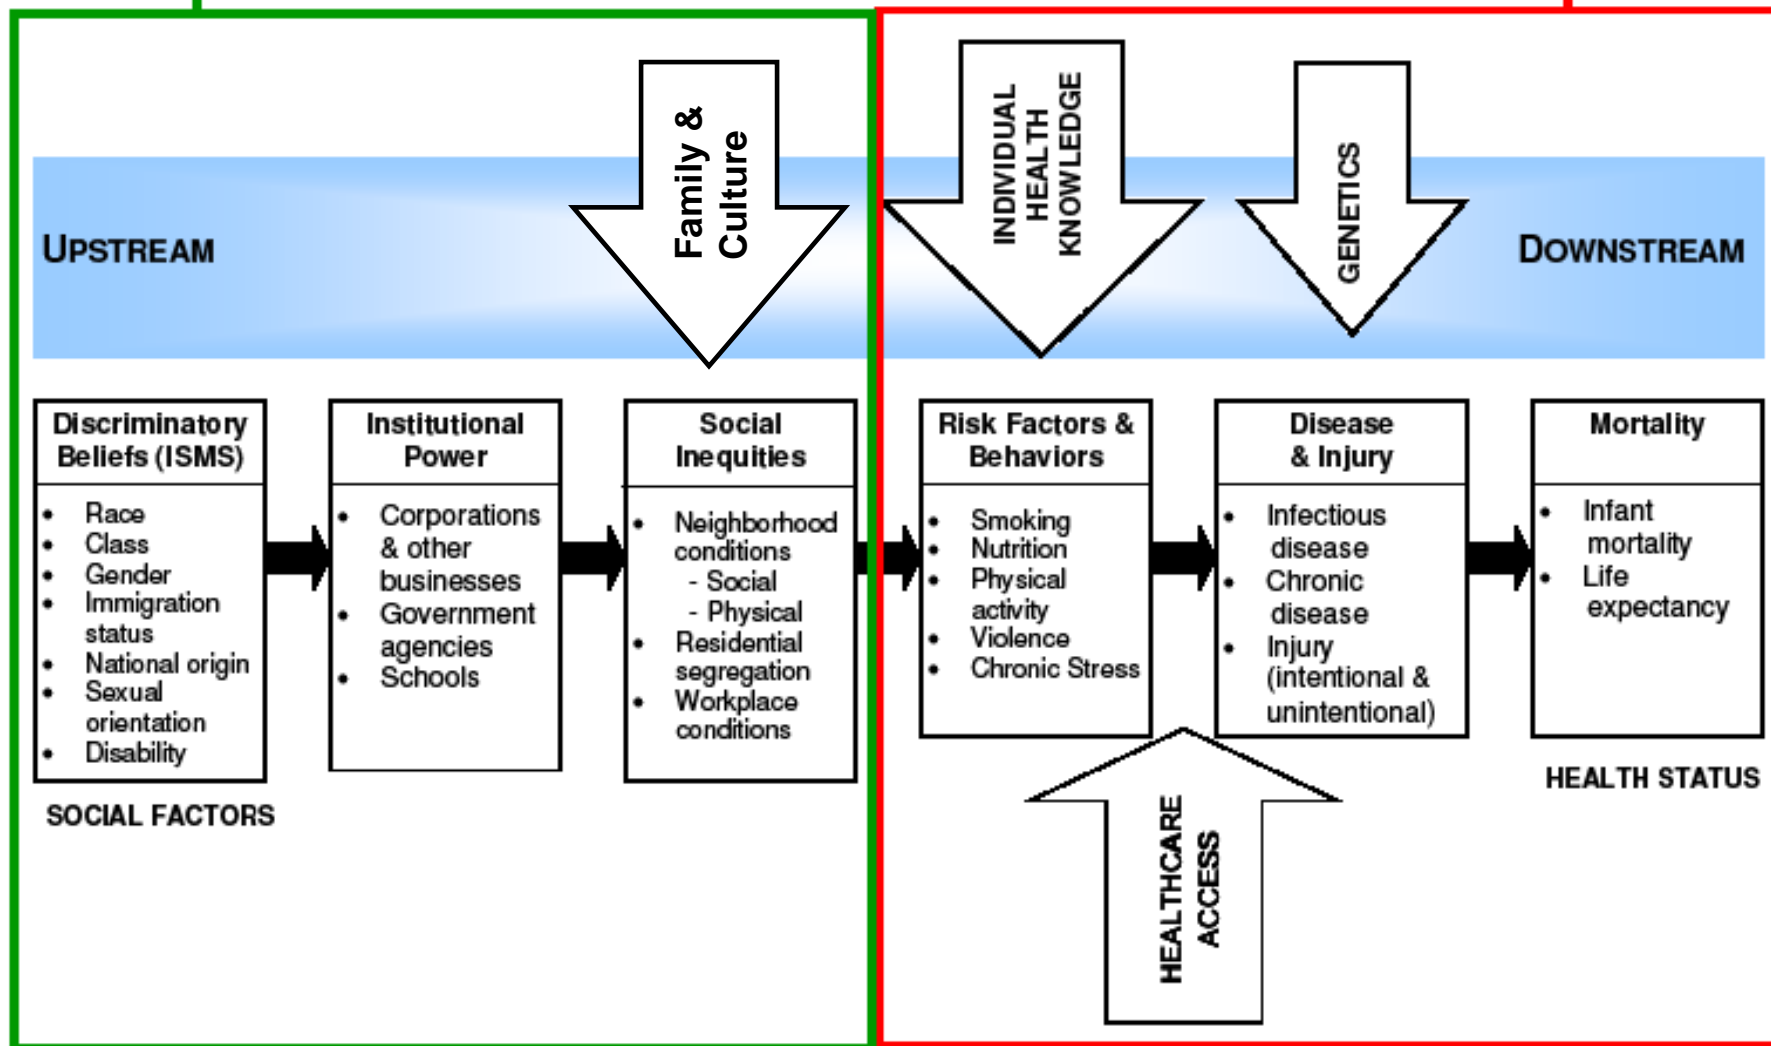 Family &
Culture
INDIVIDUAL
HEALTH
KNOWLEDGE
GENETICS
UPSTREAM
DOWNSTREAM
Discriminatory
Beliefs (ISMS)
• Race
• Class
• Gender
• Immigration
status
• National origin
• Sexual
orientation
• Disability
SOCIAL FACTORS
Institutional
Power
• Corporations
& other
businesses
• Government
agencies
• Schools
Social
Inequities
• Neighborhood
conditions
- Social
- Physical
• Residential
segregation
• Workplace
conditions
Risk Factors &
Behaviors
• Smoking
• Nutrition
• Physical
activity
• Violence
• Chronic Stress
Disease
& Injury
• Infectious
disease
• Chronic
disease
• Injury
(intentional &
unintentional)
Mortality
• Infant
mortality
• Life
expectancy
HEALTH STATUS
HEALTHCARE
ACCESS